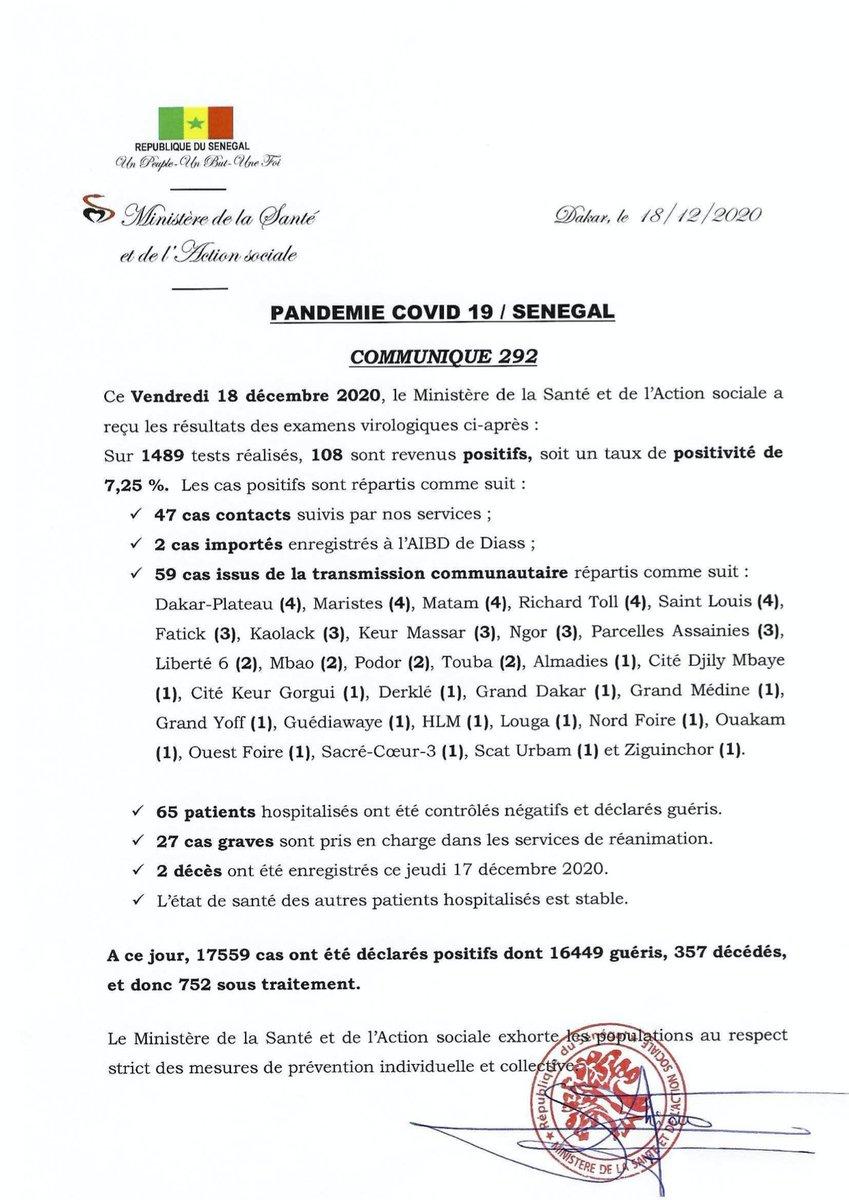 REPUBLIQUE DU SENEGAL
Un Peuple-Un But-Une Foi
Ministère de la Santé
et de l'Action sociale
Dakar, le 18/12/2020
PANDEMIE COVID 19 / SENEGAL
COMMUNIQUE 292
Ce Vendredi 18 décembre 2020, le Ministère de la Santé et de l'Action sociale a
reçu les résultats des examens virologiques ci-après :
Sur 1489 tests réalisés, 108 sont revenus positifs, soit un taux de positivité de
7,25 %. Les cas positifs sont répartis comme suit :
✓ 47 cas contacts suivis par nos services ;
✓ 2 cas importés enregistrés à l'AIBD de Diass ;
✓ 59 cas issus de la transmission communautaire répartis comme suit :
Dakar-Plateau (4), Maristes (4), Matam (4), Richard Toll (4), Saint Louis (4),
Fatick (3), Kaolack (3), Keur Massar (3), Ngor (3), Parcelles Assainies (3),
Liberté 6 (2), Mbao (2), Podor (2), Touba (2), Almadies (1), Cité Djily Mbaye
(1), Cité Keur Gorgui (1), Derklé (1), Grand Dakar (1), Grand Médine (1),
Grand Yoff (1), Guédiawaye (1), HLM (1), Louga (1), Nord Foire (1), Ouakam
(1), Ouest Foire (1), Sacré-Cœur-3 (1), Scat Urbam (1) et Ziguinchor (1).
✓ 65 patients hospitalisés ont été contrôlés négatifs et déclarés guéris.
✓ 27 cas graves sont pris en charge dans les services de réanimation.
✓ 2 décès ont été enregistrés ce jeudi 17 décembre 2020.
✓ L'état de santé des autres patients hospitalisés est stable.
A ce jour, 17559 cas ont été déclarés positifs dont 16449 guéris, 357 décédés,
et donc 752 sous traitement.
Le Ministère de la Santé et de l'Action sociale exhorte les populations au respect
strict des mesures de prévention individuelle et collective.
République du Sénégal
MINISTERE DE LA SANTE ET DE L'ACTION SOCIALE